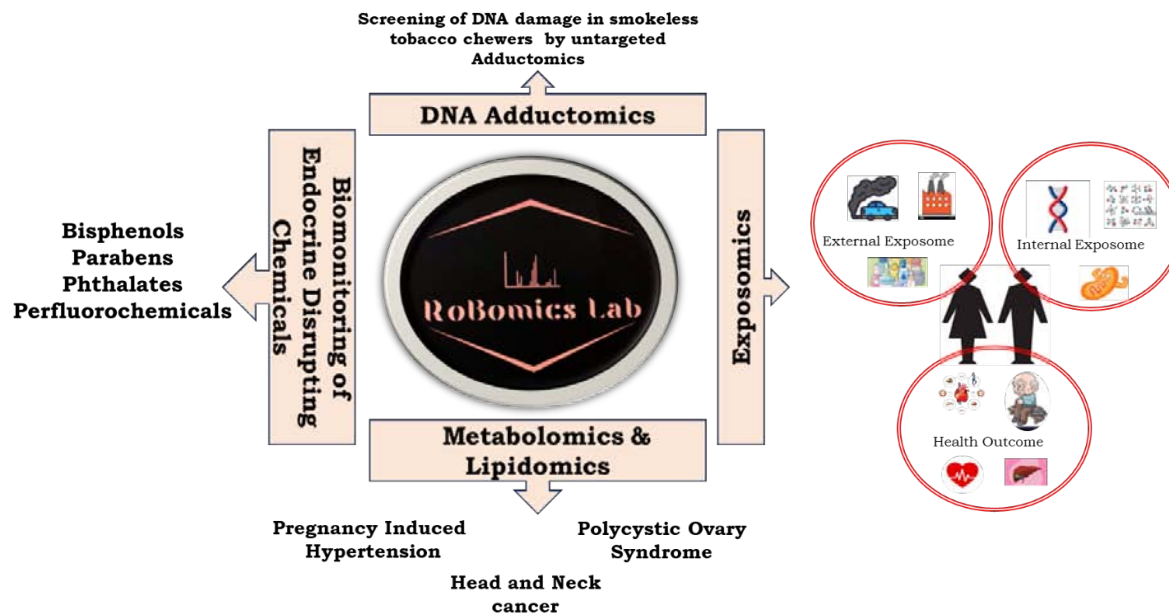 Screening of DNA damage in smokeless
tobacco chewers by untargeted
Adductomics
DNA Adductomics
Biomonitoring of
Endocrine Disrupting
Chemicals
Bisphenols
Parabens
Phthalates
Perfluorochemicals
RoBomics Lab
Exposomics
External Exposome
Internal Exposome
Health Outcome
Metabolomics &
Lipidomics
Pregnancy Induced
Hypertension
Polycystic Ovary
Syndrome
Head and Neck
cancer